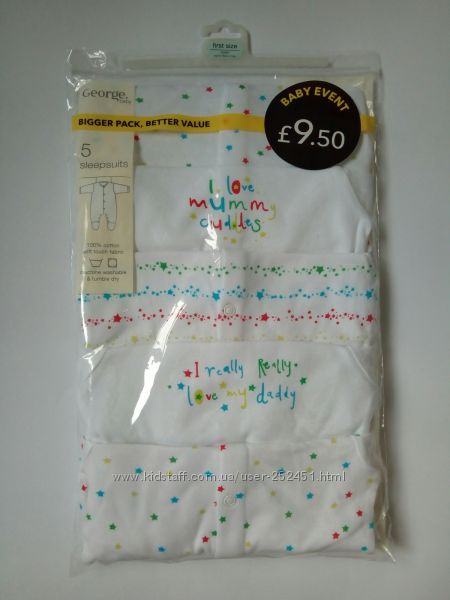 first size
George.
baby
BIGGER PACK, BETTER VALUE
BABY EVENT
£9.50
5
sleepsuits
100% cotton
soft touch fabric
machine washable
& tumble dry
I love
mummy
cuddles
I really Really
love my daddy
www.kidstaff.com.ua/user-252451.html